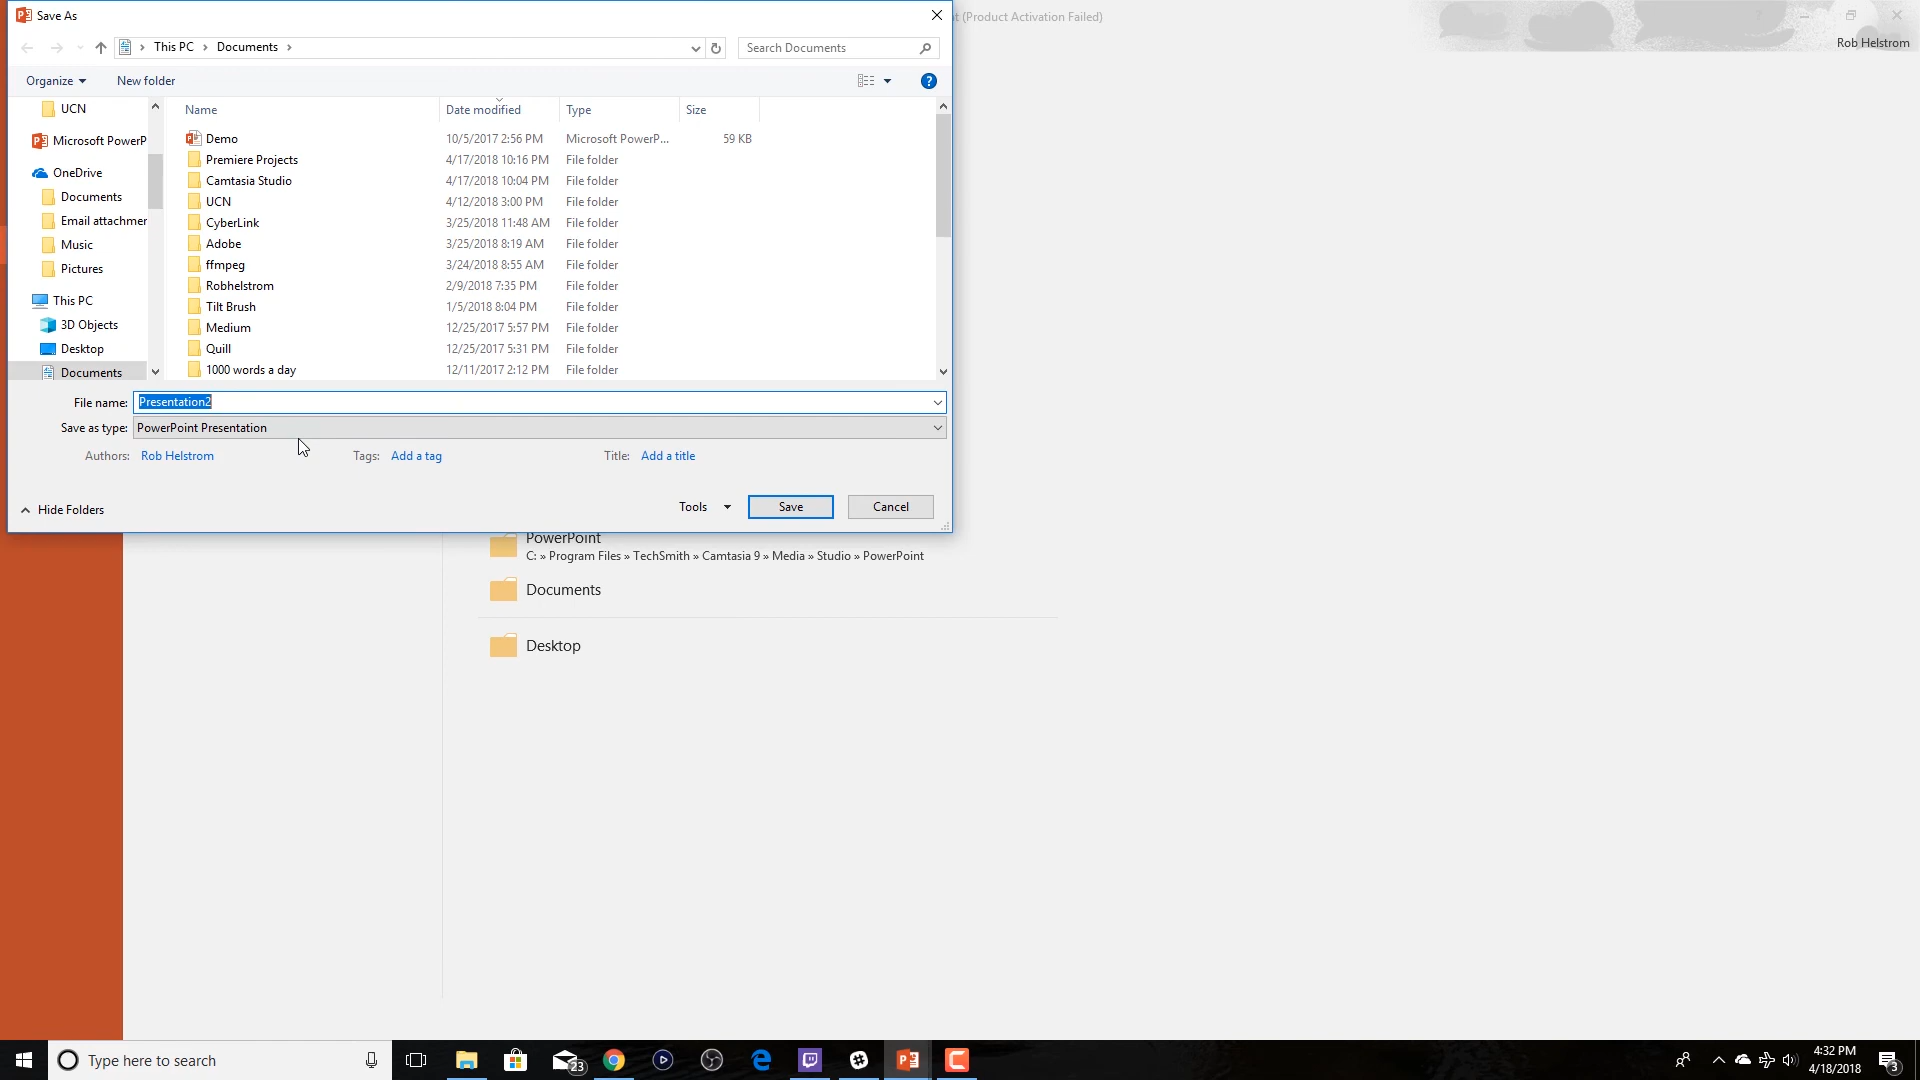 Save As
t (Product Activation Failed)
Rob Helstrom
This PC > Documents >
Search Documents
Organize
New folder
UCN
Microsoft PowerP
OneDrive
Documents
Email attachmer
Music
Pictures
This PC
3D Objects
Desktop
Documents
Name Date modified Type Size
Demo 10/5/2017 2:56 PM Microsoft PowerP... 59 KB
Premiere Projects 4/17/2018 10:16 PM File folder
Camtasia Studio 4/17/2018 10:04 PM File folder
UCN 4/12/2018 3:00 PM File folder
CyberLink 3/25/2018 11:48 AM File folder
Adobe 3/25/2018 8:19 AM File folder
ffmpeg 3/24/2018 8:55 AM File folder
Robhelstrom 2/9/2018 7:35 PM File folder
Tilt Brush 1/5/2018 8:04 PM File folder
Medium 12/25/2017 5:57 PM File folder
Quill 12/25/2017 5:31 PM File folder
1000 words a day 12/11/2017 2:12 PM File folder
File name: Presentation2
Save as type: PowerPoint Presentation
Authors: Rob Helstrom Tags: Add a tag Title: Add a title
Hide Folders
Tools Save Cancel
PowerPoint
C: » Program Files » TechSmith » Camtasia 9 » Media » Studio » PowerPoint
Documents
Desktop
Type here to search
23
4:32 PM
4/18/2018
3